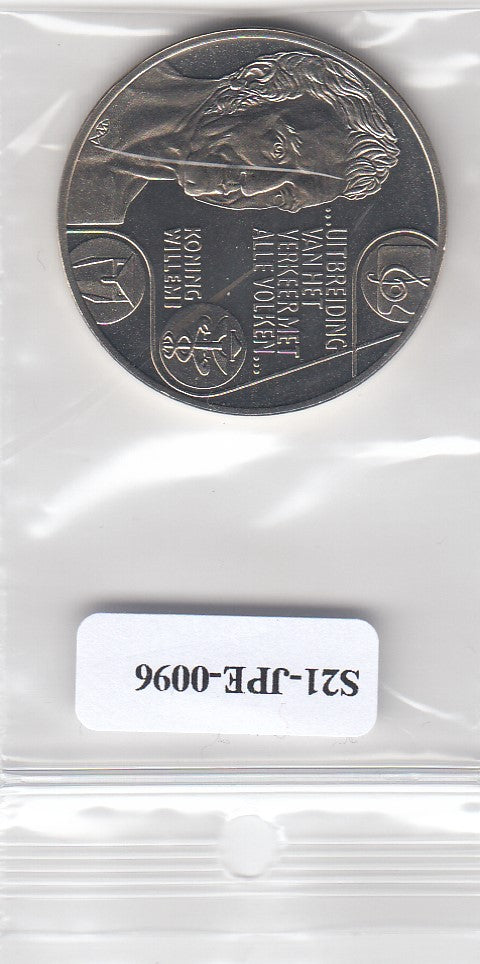 ...UITBREIDING
VAN HET
VERKEER MET
ALLE VOLKEN...
KONING
WILLEM I
S21-JPE-0096